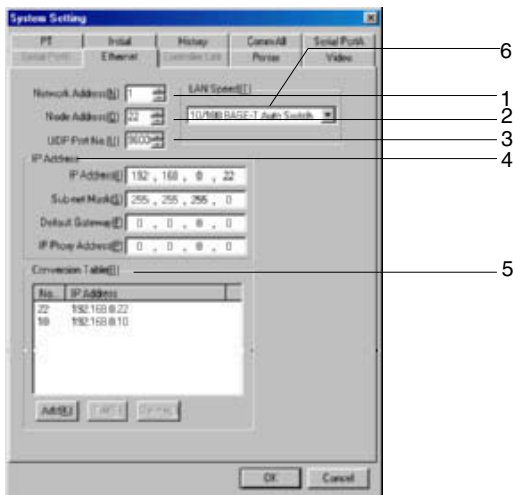 System Setting
PT Initial History Comm.All Serial PortA
Serial PortB Ethernet Controller Link Printer Video
6
Network Address(N) 1
LAN Speed(T)
1
Node Address(O) 22
10/100 BASE-T Auto Switch
2
UDP Port No.(U) 9600
3
IP Address
4
IP Address(I) 192 . 168 . 0 . 22
Sub-net Mask(S) 255 . 255 . 255 . 0
Default Gateway(F) 0 . 0 . 0 . 0
IP Proxy Address(P) 0 . 0 . 0 . 0
Conversion Table(B)
5
No. IP Address
22 192.168.0.22
10 192.168.0.10
OK Cancel